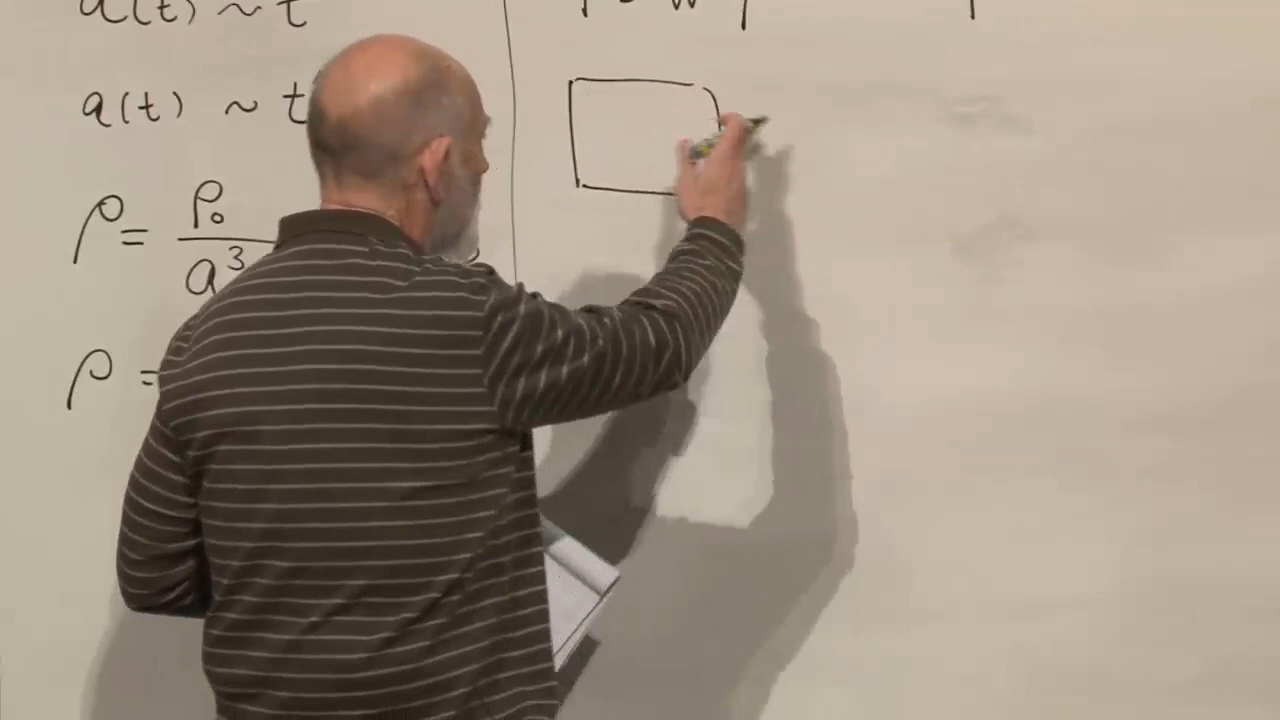 a(t) ~ t
a(t) ~ t
ρ = ρ₀ / a³
ρ =